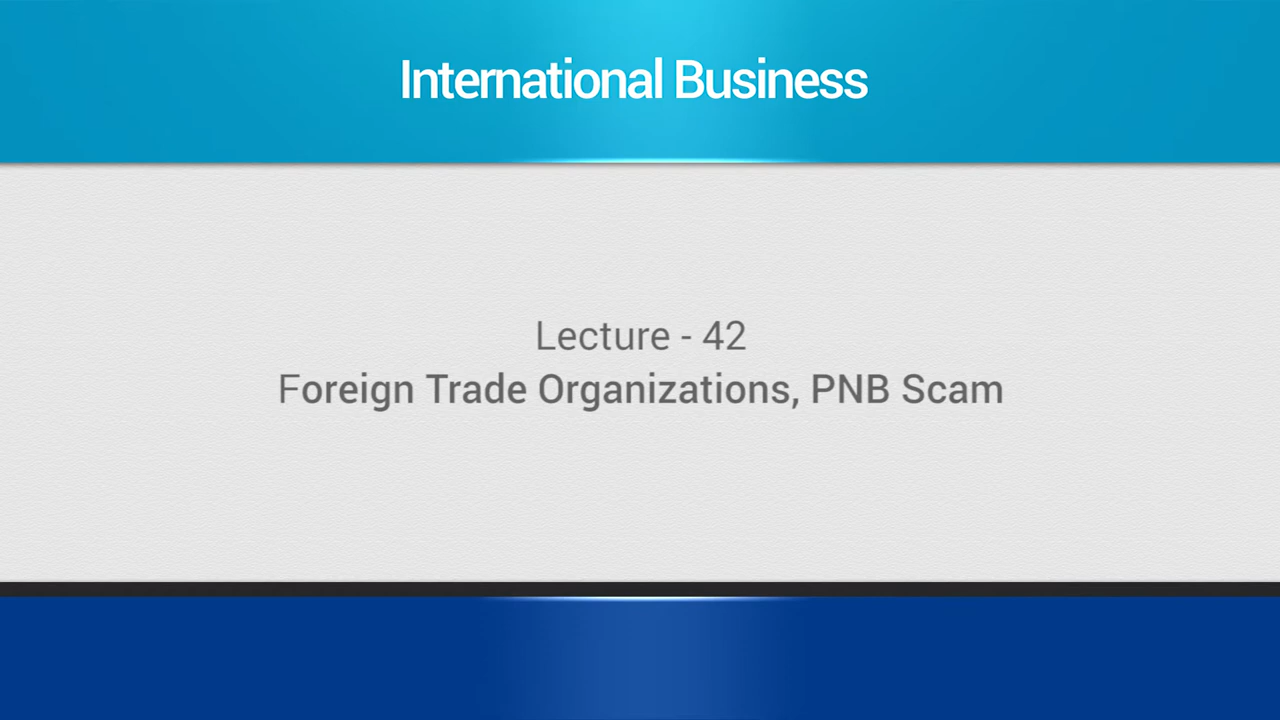 International Business
Lecture - 42
Foreign Trade Organizations, PNB Scam